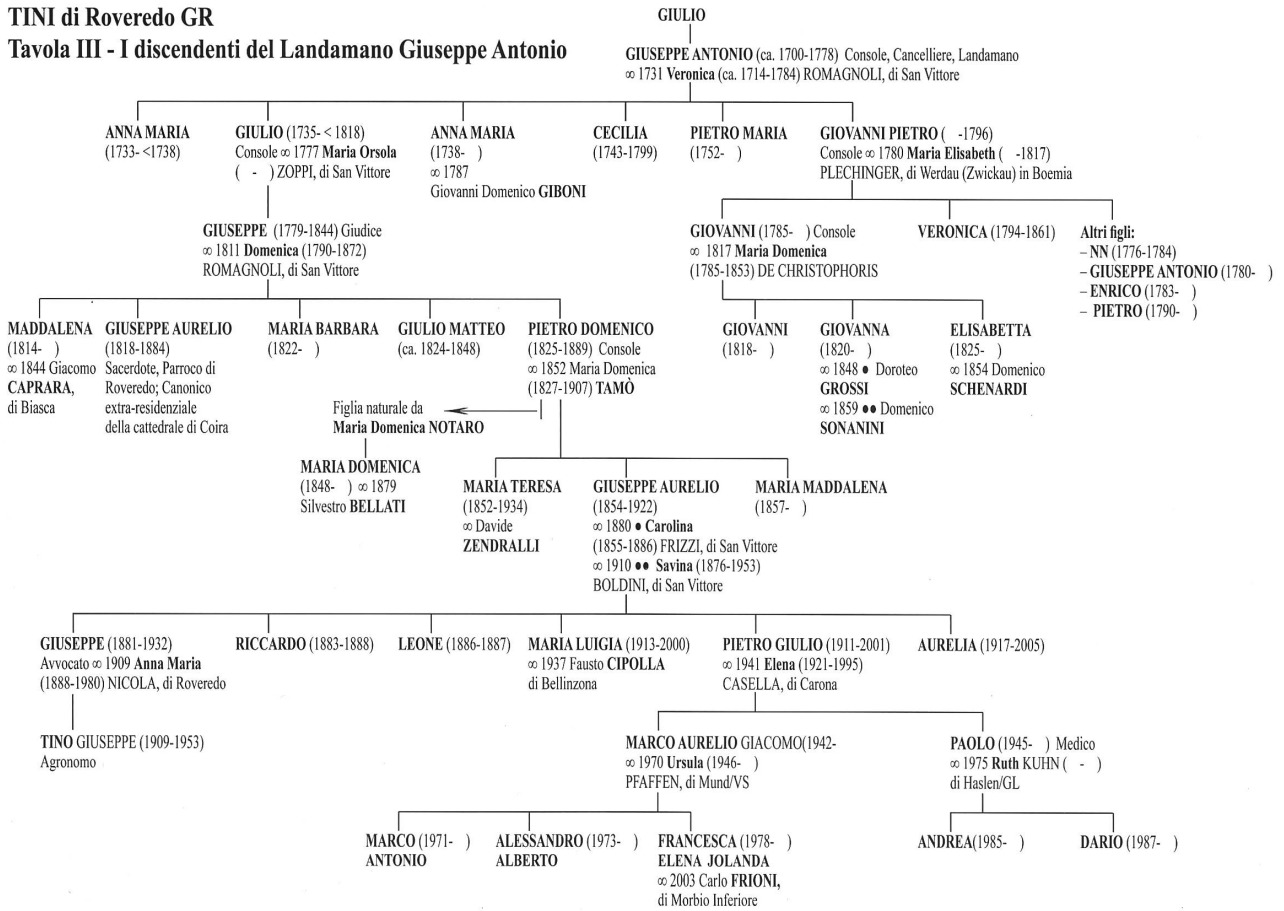 TINI di Roveredo GR
Tavola III - I discendenti del Landamano Giuseppe Antonio
GIULIO
GIUSEPPE ANTONIO (ca. 1700-1778) Console, Cancelliere, Landamano
∞ 1731 Veronica (ca. 1714-1784) ROMAGNOLI, di San Vittore
ANNA MARIA
(1733- <1738)
GIULIO (1735- < 1818)
Console ∞ 1777 Maria Orsola
( - ) ZOPPI, di San Vittore
ANNA MARIA
(1738- )
∞ 1787
Giovanni Domenico GIBONI
CECILIA
(1743-1799)
PIETRO MARIA
(1752- )
GIOVANNI PIETRO ( -1796)
Console ∞ 1780 Maria Elisabeth ( -1817)
PLECHINGER, di Werdau (Zwickau) in Boemia
GIUSEPPE (1779-1844) Giudice
∞ 1811 Domenica (1790-1872)
ROMAGNOLI, di San Vittore
GIOVANNI (1785- ) Console
∞ 1817 Maria Domenica
(1785-1853) DE CHRISTOPHORIS
VERONICA (1794-1861)
Altri figli:
– NN (1776-1784)
– GIUSEPPE ANTONIO (1780- )
– ENRICO (1783- )
– PIETRO (1790- )
MADDALENA
(1814- )
∞ 1844 Giacomo
CAPRARA,
di Biasca
GIUSEPPE AURELIO
(1818-1884)
Sacerdote, Parroco di
Roveredo; Canonico
extra-residenziale
della cattedrale di Coira
MARIA BARBARA
(1822- )
GIULIO MATTEO
(ca. 1824-1848)
PIETRO DOMENICO
(1825-1889) Console
∞ 1852 Maria Domenica
(1827-1907) TAMÒ
GIOVANNI
(1818- )
GIOVANNA
(1820- )
∞ 1848 • Doroteo
GROSSI
∞ 1859 •• Domenico
SONANINI
ELISABETTA
(1825- )
∞ 1854 Domenico
SCHENARDI
Figlia naturale da
Maria Domenica NOTARO
MARIA DOMENICA
(1848- ) ∞ 1879
Silvestro BELLATI
MARIA TERESA
(1852-1934)
∞ Davide
ZENDRALLI
GIUSEPPE AURELIO
(1854-1922)
∞ 1880 • Carolina
(1855-1886) FRIZZI, di San Vittore
∞ 1910 •• Savina (1876-1953)
BOLDINI, di San Vittore
MARIA MADDALENA
(1857- )
GIUSEPPE (1881-1932)
Avvocato ∞ 1909 Anna Maria
(1888-1980) NICOLA, di Roveredo
RICCARDO (1883-1888)
LEONE (1886-1887)
MARIA LUIGIA (1913-2000)
∞ 1937 Fausto CIPOLLA
di Bellinzona
PIETRO GIULIO (1911-2001)
∞ 1941 Elena (1921-1995)
CASELLA, di Carona
AURELIA (1917-2005)
TINO GIUSEPPE (1909-1953)
Agronomo
MARCO AURELIO GIACOMO(1942-
∞ 1970 Ursula (1946- )
PFAFFEN, di Mund/VS
PAOLO (1945- ) Medico
∞ 1975 Ruth KUHN ( - )
di Haslen/GL
MARCO (1971- )
ANTONIO
ALESSANDRO (1973- )
ALBERTO
FRANCESCA (1978- )
ELENA JOLANDA
∞ 2003 Carlo FRIONI,
di Morbio Inferiore
ANDREA(1985- )
DARIO (1987- )